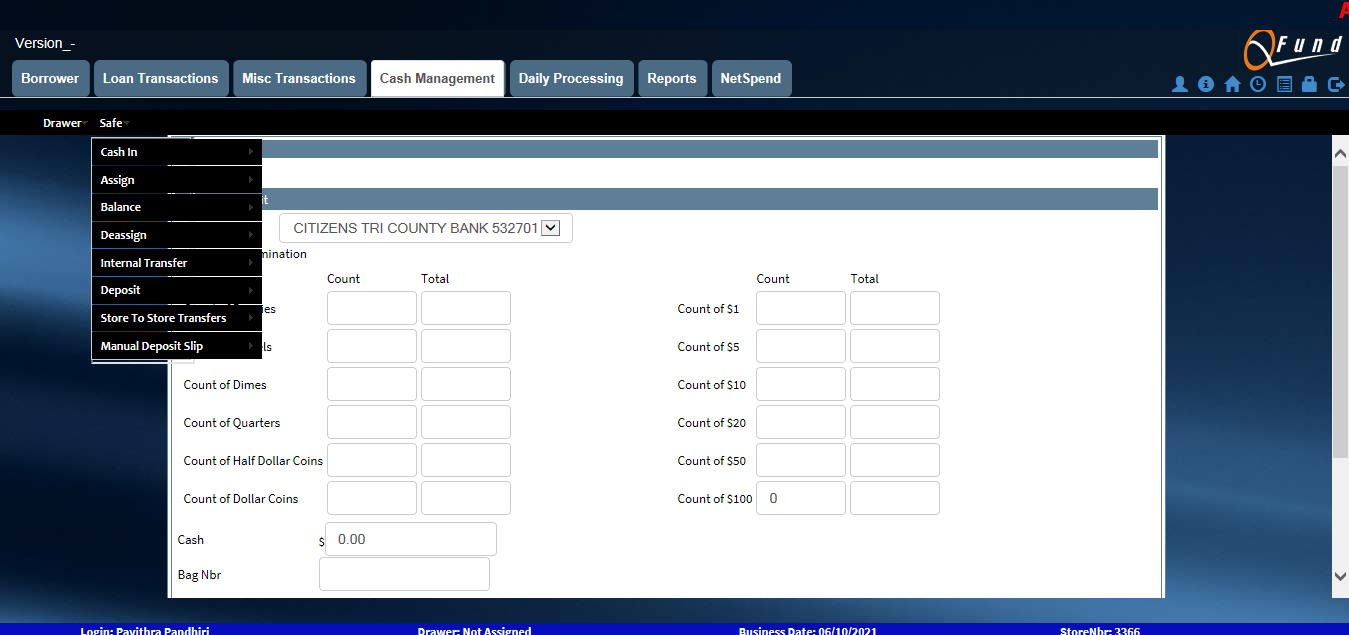 A
Version_-
QFund
Borrower Loan Transactions Misc Transactions Cash Management Daily Processing Reports NetSpend
Drawer Safe
Cash In
Assign
it
Balance
CITIZENS TRI COUNTY BANK 532701
Deassign
mination
Internal Transfer
Count Total Count Total
Deposit
ies Count of $1
Store To Store Transfers
Manual Deposit Slip
ls Count of $5
Count of Dimes Count of $10
Count of Quarters Count of $20
Count of Half Dollar Coins Count of $50
Count of Dollar Coins Count of $100 0
Cash $ 0.00
Bag Nbr
Login: Pavithra Pandhiri Drawer: Not Assigned Business Date: 06/10/2021 StoreNbr: 3366